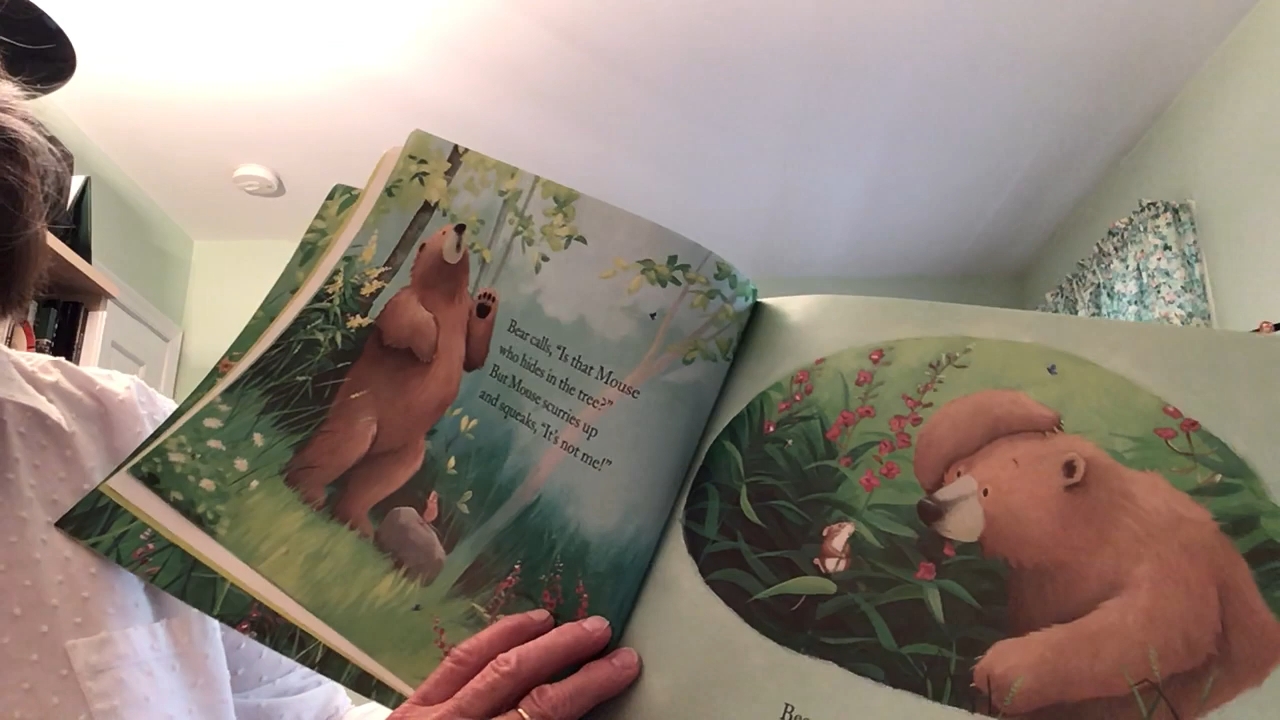 Bear calls, "Is that Mouse
who hides in the tree?"
But Mouse scurries up
and squeaks, "It's not me!"